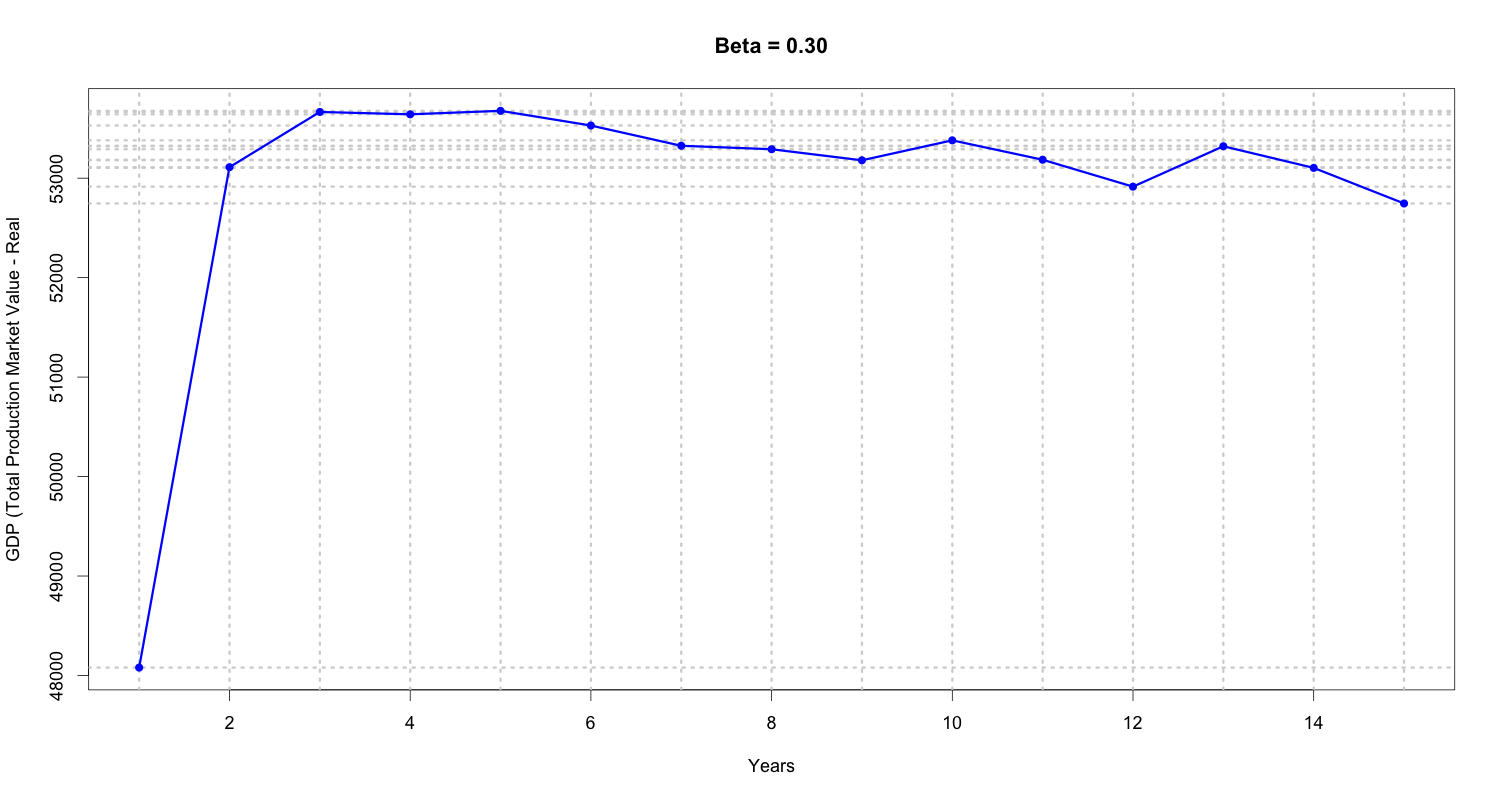 Beta = 0.30
GDP (Total Production Market Value - Real
53000
52000
51000
50000
49000
48000
2 4 6 8 10 12 14
Years